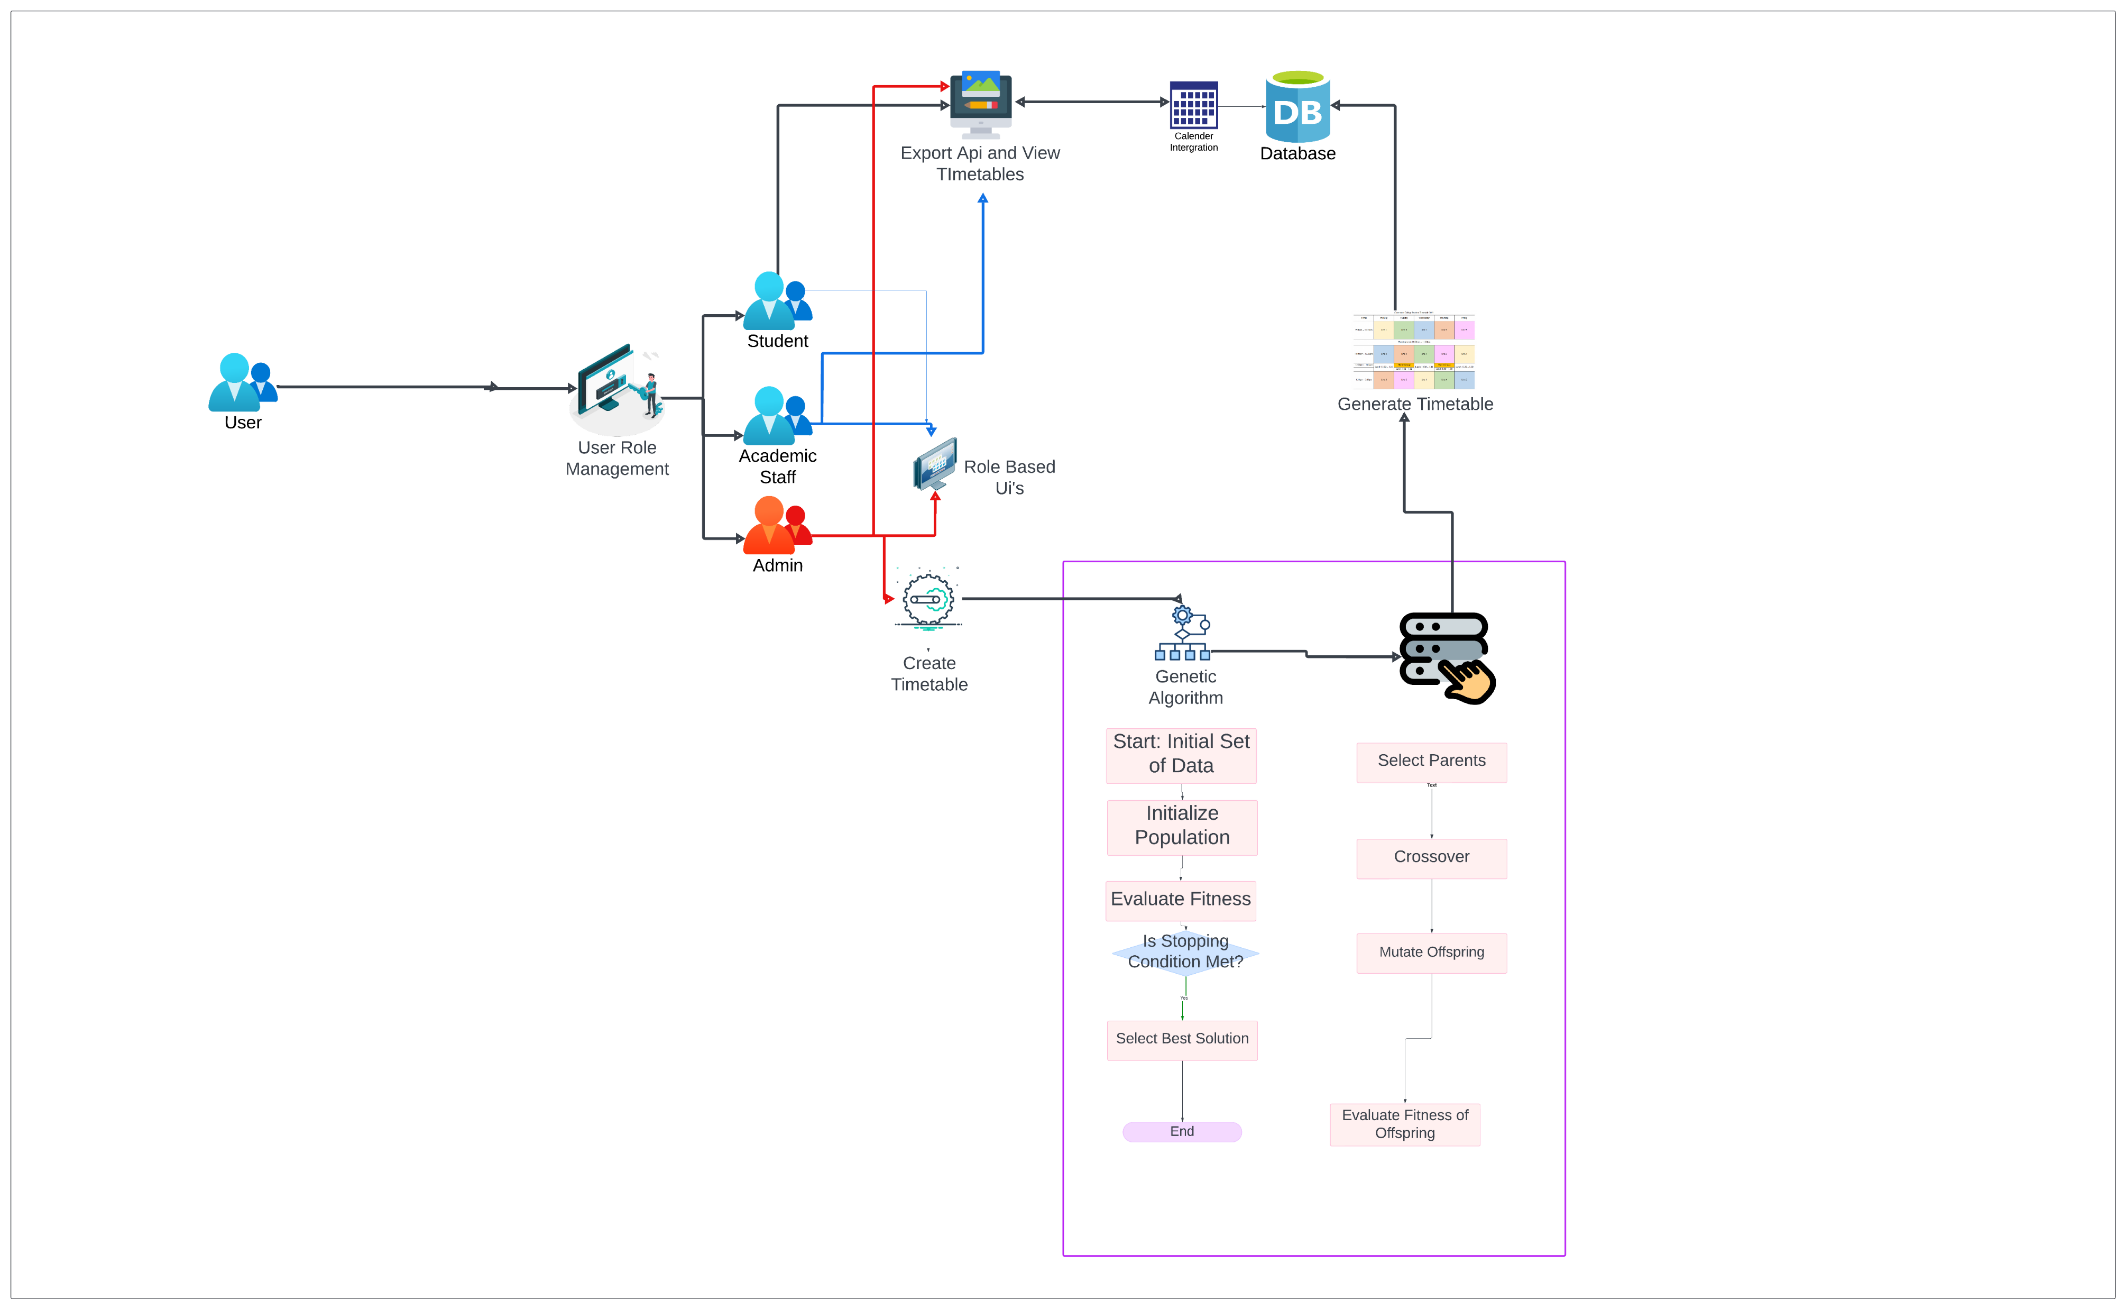 DB
Calender
Intergration
Database
Export Api and View
TImetables
Student
Generate Timetable
User
User Role
Management
Academic
Staff
Role Based
Ui's
Admin
Create
Timetable
Genetic
Algorithm
Start: Initial Set
of Data
Initialize
Population
Evaluate Fitness
Is Stopping
Condition Met?
Yes
Select Best Solution
End
Select Parents
Text
Crossover
Mutate Offspring
Evaluate Fitness of
Offspring